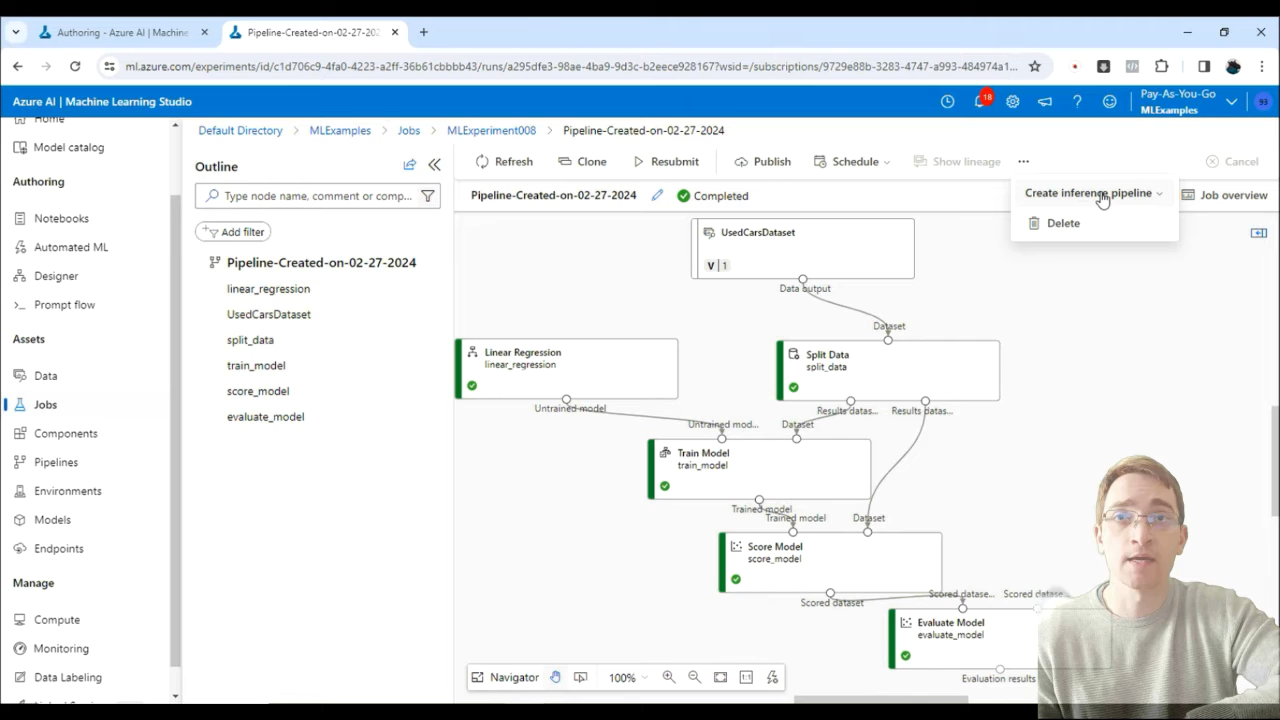 Authoring - Azure AI | Machine
Pipeline-Created-on-02-27-202
ml.azure.com/experiments/id/c1d706c9-4fa0-4223-a2ff-36b61cbbbb43/runs/a295dfe3-98ae-4ba9-9d3c-b2eece928167?wsid=/subscriptions/9729e88b-3283-4747-a993-484974a1...
Azure AI | Machine Learning Studio
18
Pay-As-You-Go
MLExamples
93
Home
Model catalog
Authoring
Notebooks
Automated ML
Designer
Prompt flow
Assets
Data
Jobs
Components
Pipelines
Environments
Models
Endpoints
Manage
Compute
Monitoring
Data Labeling
Default Directory > MLExamples > Jobs > MLExperiment008 > Pipeline-Created-on-02-27-2024
Outline
Type node name, comment or comp...
Add filter
Pipeline-Created-on-02-27-2024
linear_regression
UsedCarsDataset
split_data
train_model
score_model
evaluate_model
Refresh Clone Resubmit Publish Schedule Show lineage ... Cancel
Pipeline-Created-on-02-27-2024 Completed
Create inference pipeline
Delete
Job overview
UsedCarsDataset
V | 1
Data output
Dataset
Linear Regression
linear_regression
Untrained model
Split Data
split_data
Results datas... Results datas...
Untrained mod... Dataset
Train Model
train_model
Trained model
Trained model Dataset
Score Model
score_model
Scored dataset
Scored datase... Scored datase...
Evaluate Model
evaluate_model
Evaluation results
Navigator 100% 1:1